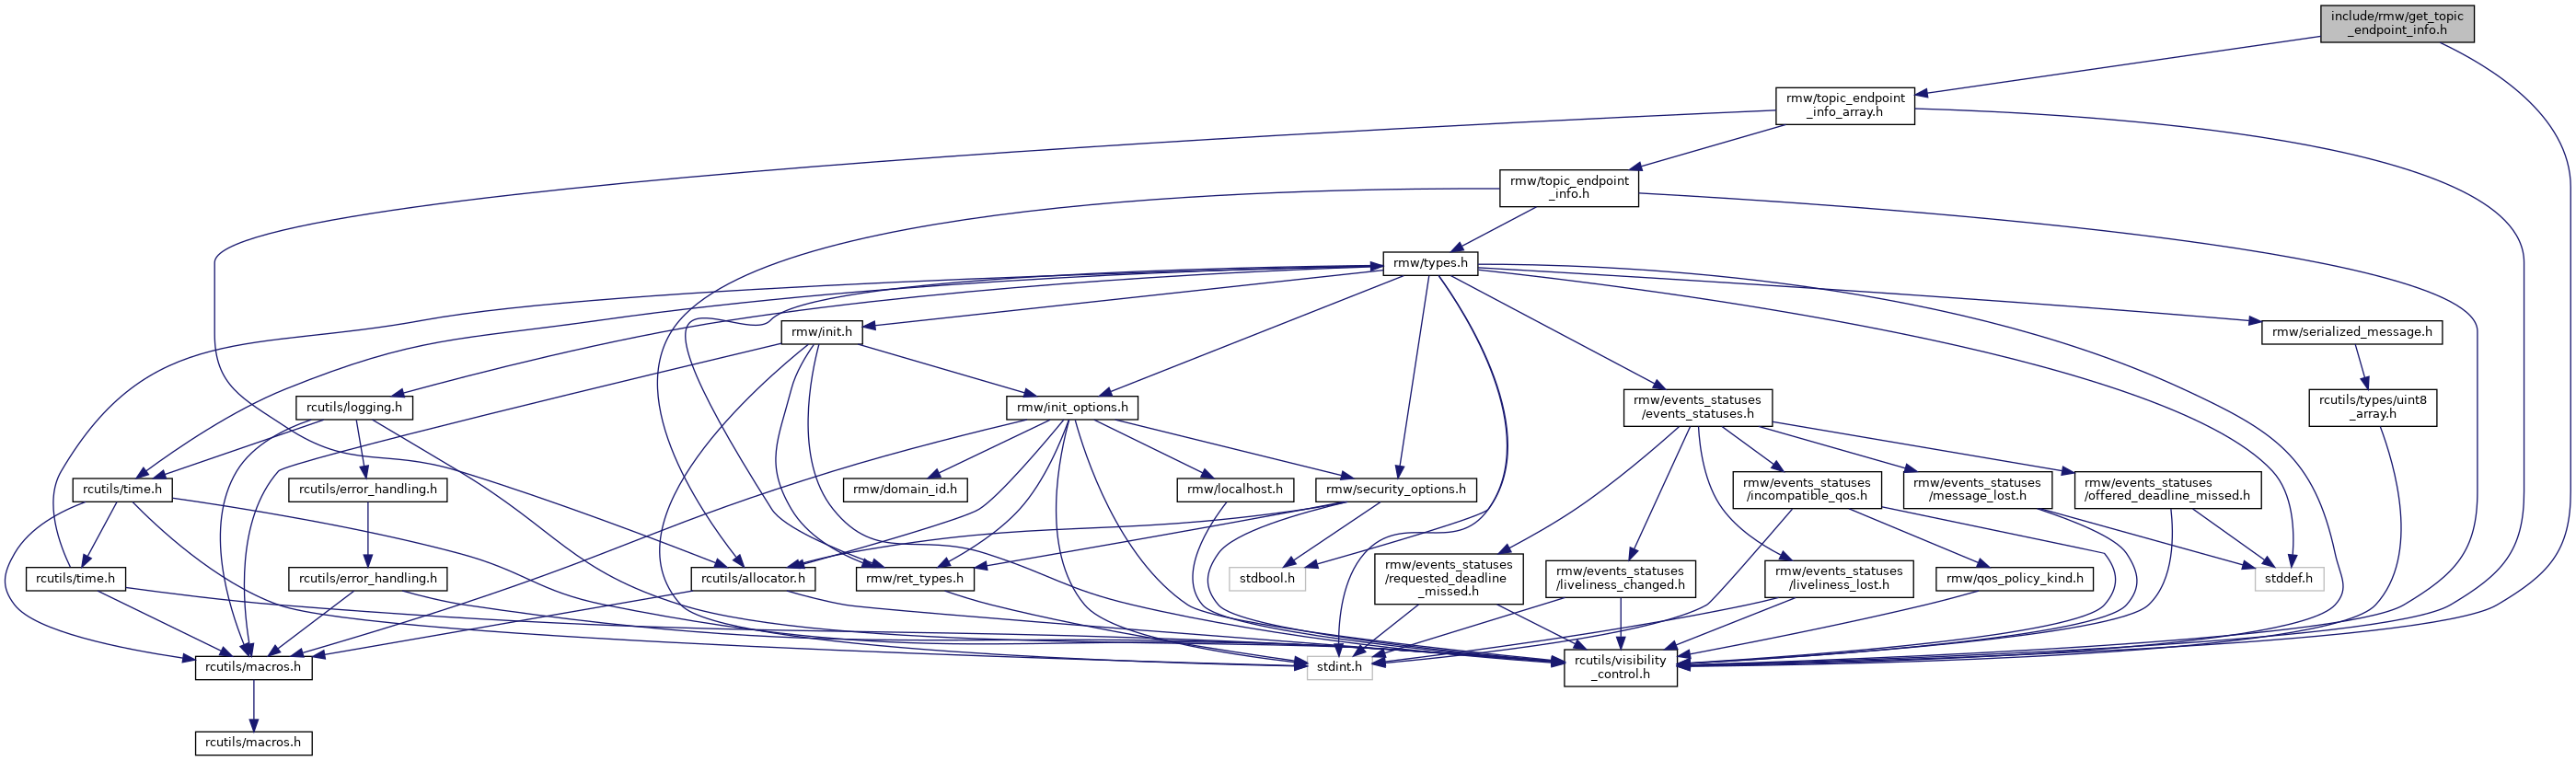 include/rmw/get_topic
_endpoint_info.h
rmw/topic_endpoint
_info_array.h
rmw/topic_endpoint
_info.h
rmw/types.h
rmw/init.h
rmw/serialized_message.h
rcutils/logging.h
rmw/init_options.h
rmw/events_statuses
/events_statuses.h
rcutils/types/uint8
_array.h
rcutils/time.h
rcutils/error_handling.h
rmw/domain_id.h
rmw/localhost.h
rmw/security_options.h
rmw/events_statuses
/incompatible_qos.h
rmw/events_statuses
/message_lost.h
rmw/events_statuses
/offered_deadline_missed.h
rcutils/time.h
rcutils/error_handling.h
rcutils/allocator.h
rmw/ret_types.h
stdbool.h
rmw/events_statuses
/requested_deadline
_missed.h
rmw/events_statuses
/liveliness_changed.h
rmw/events_statuses
/liveliness_lost.h
rmw/qos_policy_kind.h
stddef.h
rcutils/macros.h
stdint.h
rcutils/visibility
_control.h
rcutils/macros.h